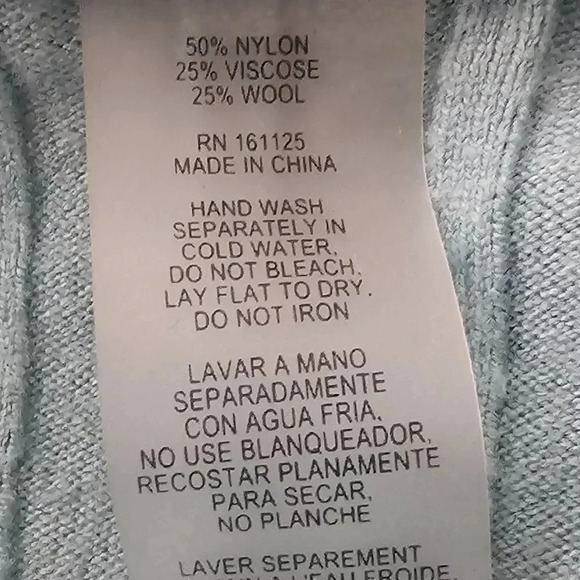 50% NYLON
25% VISCOSE
25% WOOL
RN 161125
MADE IN CHINA
HAND WASH
SEPARATELY IN
COLD WATER.
DO NOT BLEACH.
LAY FLAT TO DRY.
DO NOT IRON
LAVAR A MANO
SEPARADAMENTE
CON AGUA FRIA.
NO USE BLANQUEADOR,
RECOSTAR PLANAMENTE
PARA SECAR,
NO PLANCHE
LAVER SEPAREMENT
A L'EAU FROIDE